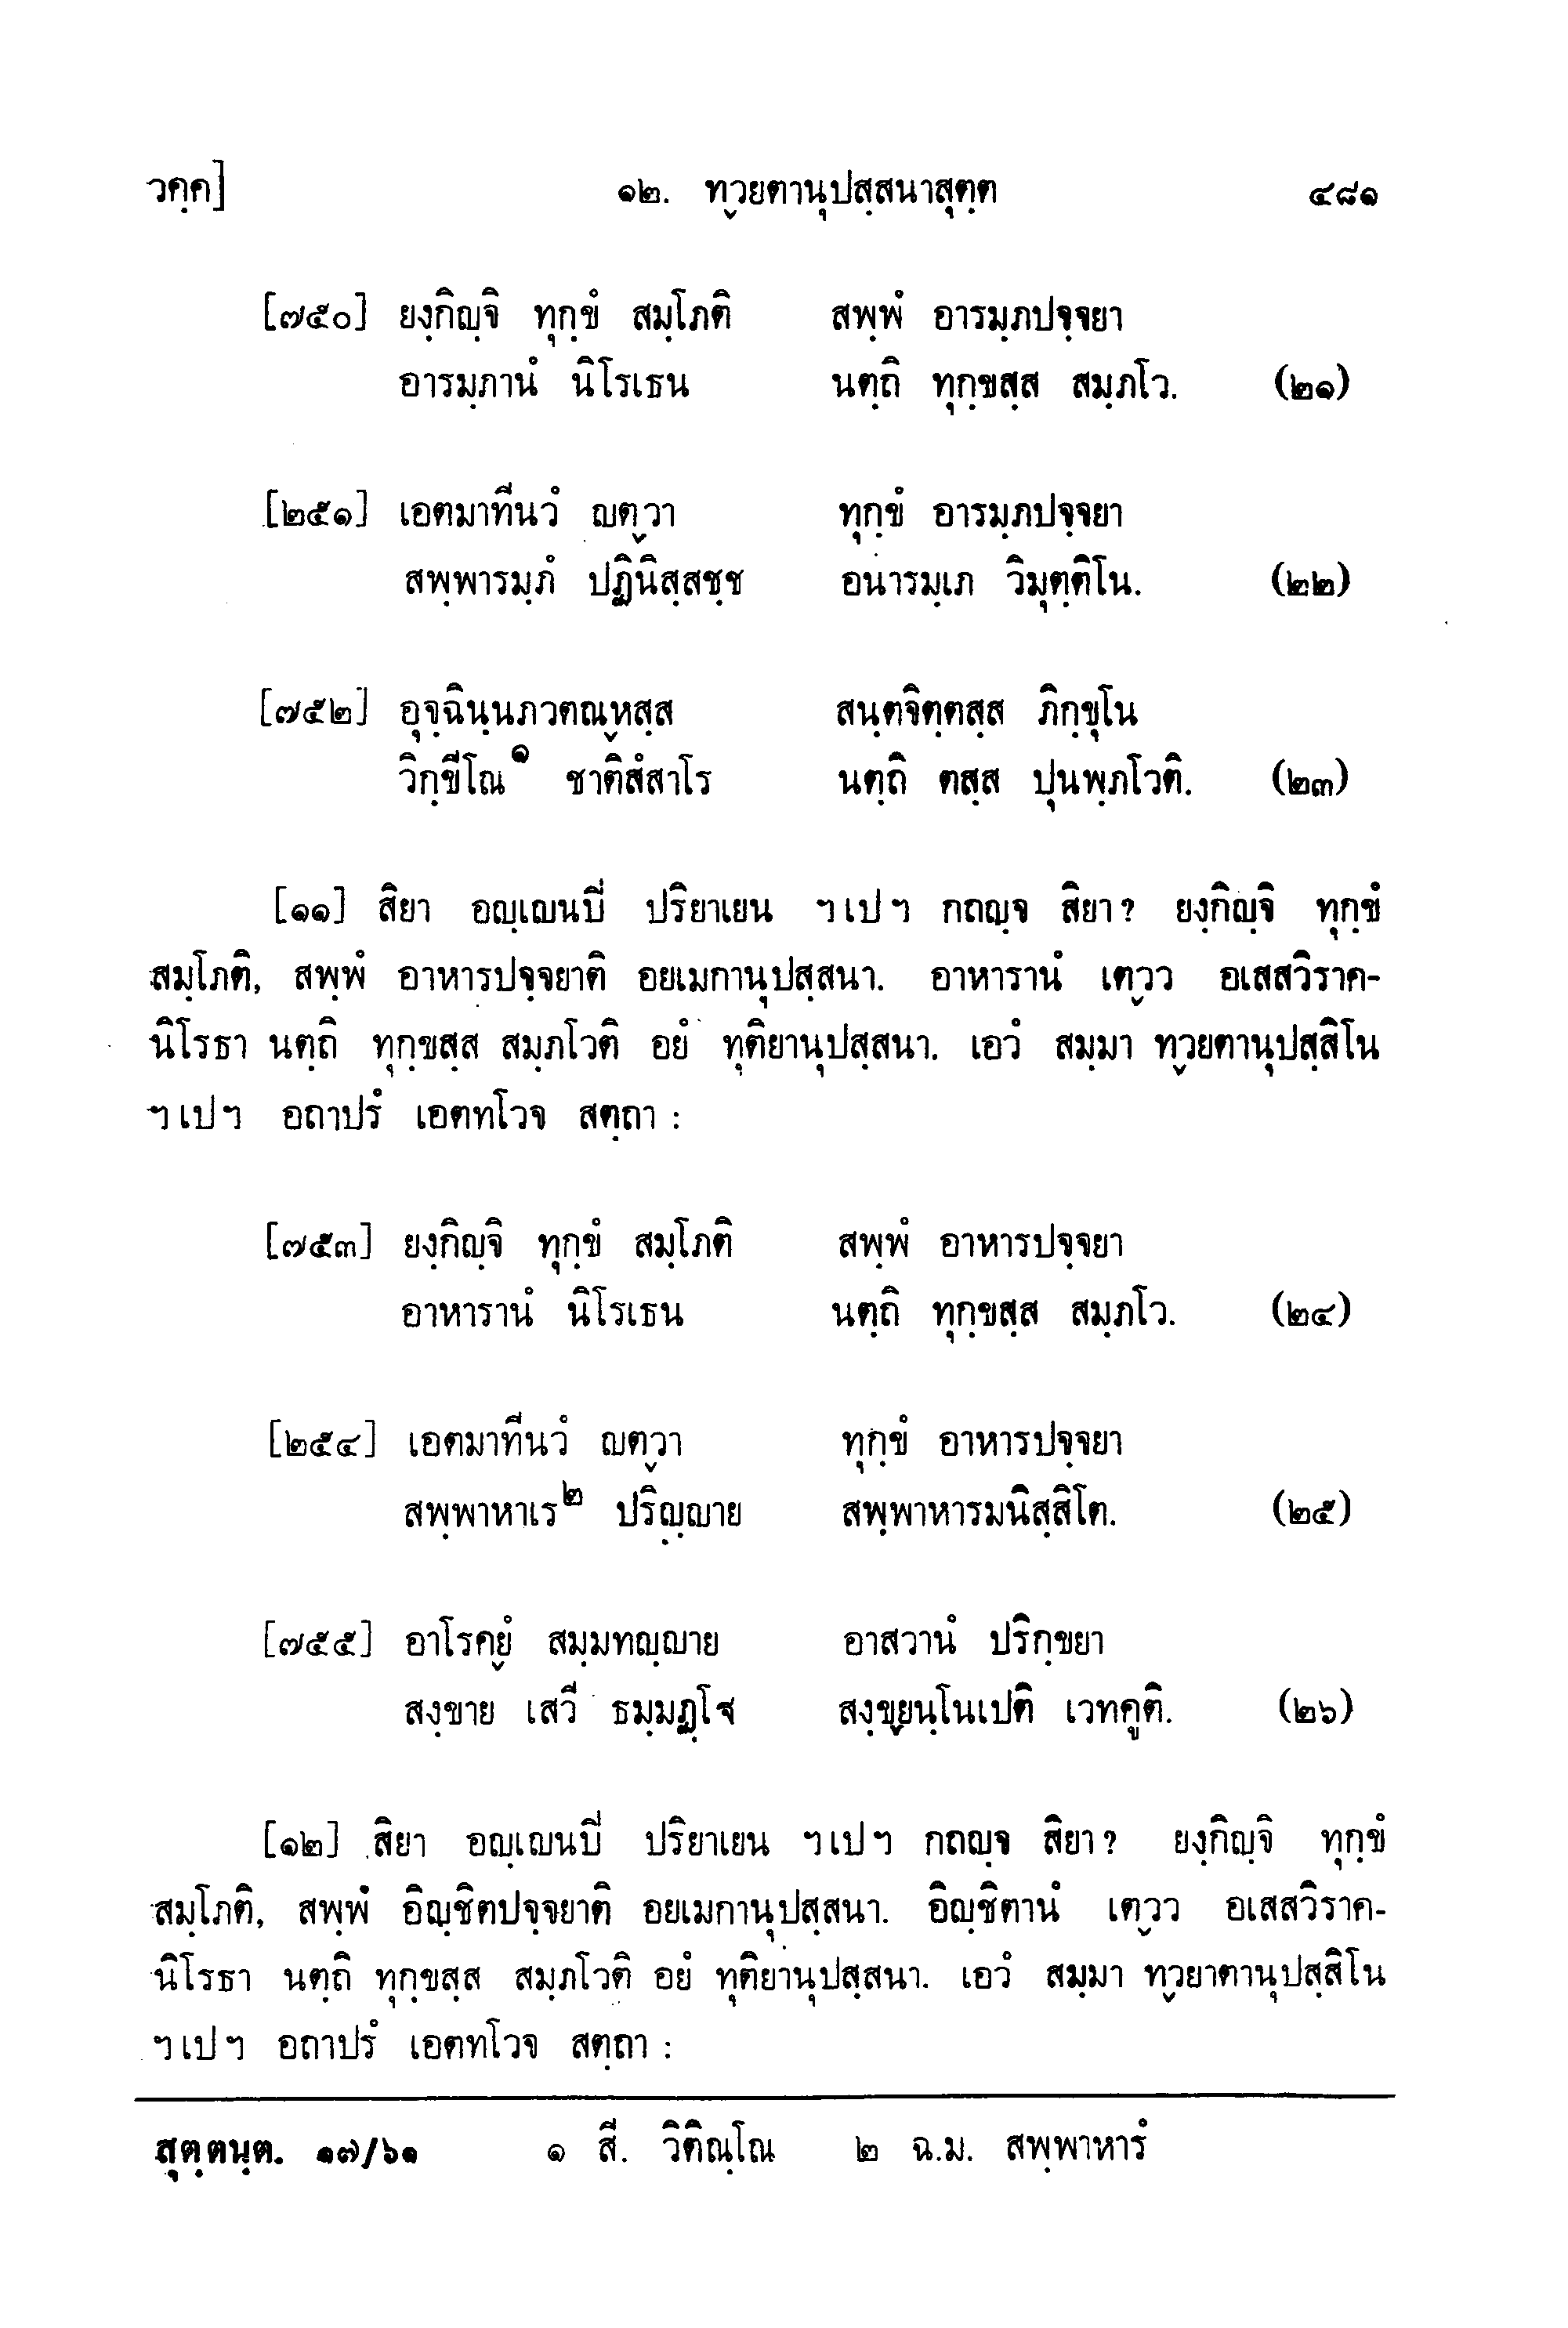 วคฺค] ๑๒. ทฺวยตานุปสฺสนาสุตฺต ๔๘๑
[๗๕๐] ยงฺกิญฺจิ ทุกฺขํ สมฺโภติ สพฺพํ อารมฺภปจฺจยา
อารมฺภานํ นิโรเธน นตฺถิ ทุกฺขสฺส สมฺภโว. (๒๑)
[๒๕๑] เอตมาทีนวํ ญตฺวา ทุกฺขํ อารมฺภปจฺจยา
สพฺพารมฺภํ ปฏินิสฺสชฺช อนารมฺเภ วิมุตฺติโน. (๒๒)
[๗๕๒] อุจฺฉินฺนภวตณฺหสฺส สนฺตจิตฺตสฺส ภิกฺขุโน
วิกฺขีโณ๑ ชาติสํสาโร นตฺถิ ตสฺส ปุนพฺภโวติ. (๒๓)
[๑๑] สิยา อญฺเญนปี ปริยาเยน ฯเปฯ กถญฺจ สิยา? ยงฺกิญฺจิ ทุกฺขํ
สมฺโภติ, สพฺพํ อาหารปจฺจยาติ อยเมกานุปสฺสนา. อาหารานํ เตฺวว อเสสวิราค-
นิโรธา นตฺถิ ทุกฺขสฺส สมฺภโวติ อยํ ทุติยานุปสฺสนา. เอวํ สมฺมา ทฺวยตานุปสฺสิโน
ฯเปฯ อถาปรํ เอตทโวจ สตฺถา :
[๗๕๓] ยงฺกิญฺจิ ทุกฺขํ สมฺโภติ สพฺพํ อาหารปจฺจยา
อาหารานํ นิโรเธน นตฺถิ ทุกฺขสฺส สมฺภโว. (๒๔)
[๒๕๔] เอตมาทีนวํ ญตฺวา ทุกฺขํ อาหารปจฺจยา
สพฺพาหาเร๒ ปริญฺญาย สพฺพาหารมนิสฺสิโต. (๒๕)
[๗๕๕] อาโรคฺยํ สมฺมทญฺญาย อาสวานํ ปริกฺขยา
สงฺขาย เสวี ธมฺมฏฺโฐ สงฺขฺยนฺโนเปติ เวทคูติ. (๒๖)
[๑๒] สิยา อญฺเญนปี ปริยาเยน ฯเปฯ กถญฺจ สิยา? ยงฺกิญฺจิ ทุกฺขํ
สมฺโภติ, สพฺพํ อิญฺชิตปจฺจยาติ อยเมกานุปสฺสนา. อิญฺชิตานํ เตฺวว อเสสวิราค-
นิโรธา นตฺถิ ทุกฺขสฺส สมฺภโวติ อยํ ทุติยานุปสฺสนา. เอวํ สมฺมา ทฺวยาตานุปสฺสิโน
ฯเปฯ อถาปรํ เอตทโวจ สตฺถา :
สุตฺตนฺต. ๑๗/๖๑ ๑ สี. วิติณฺโณ ๒ ฉ.ม. สพฺพาหารํ